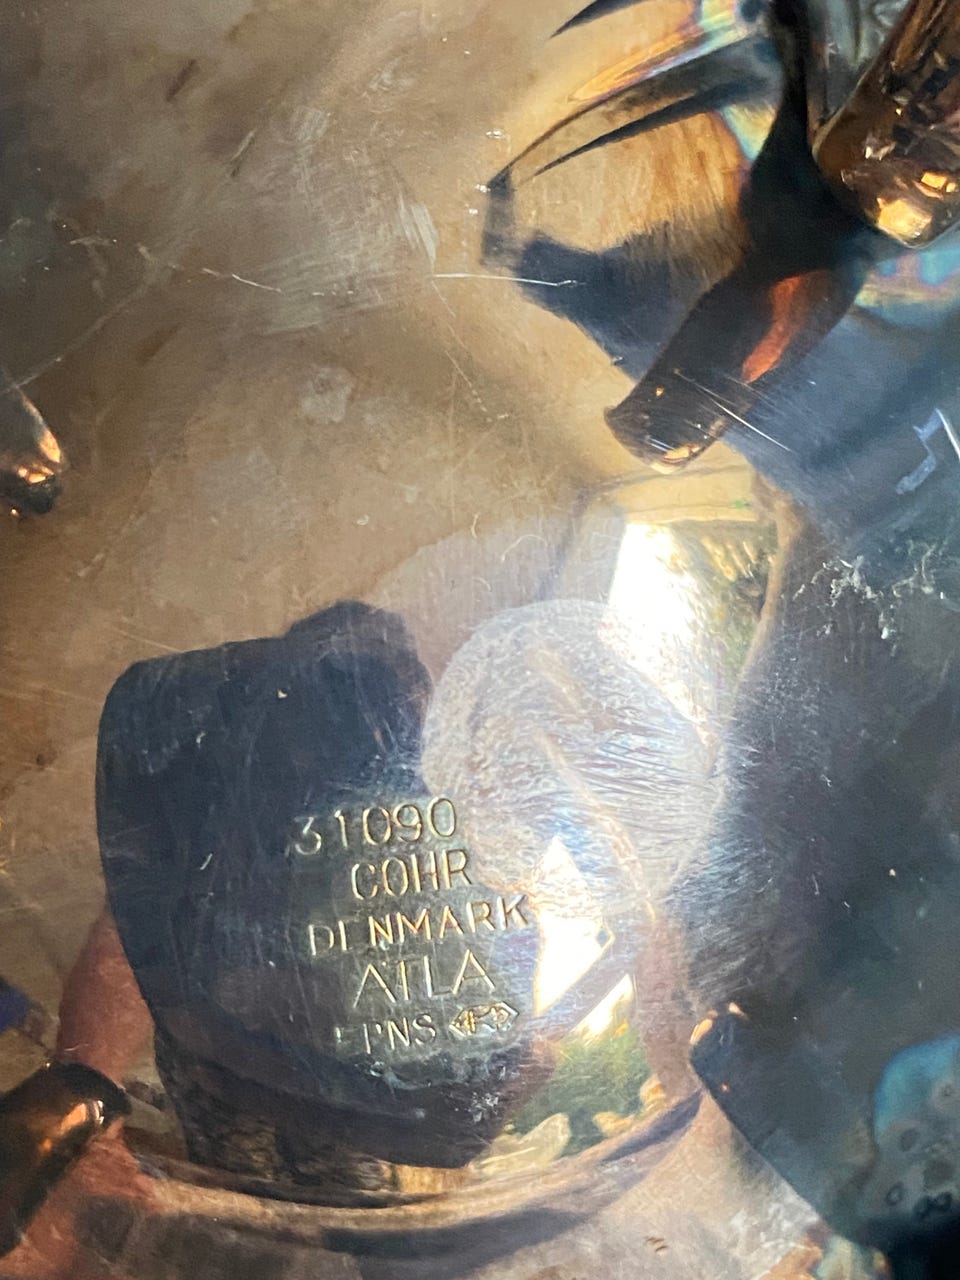 31090
COHR
DENMARK
ATLA
EPNS